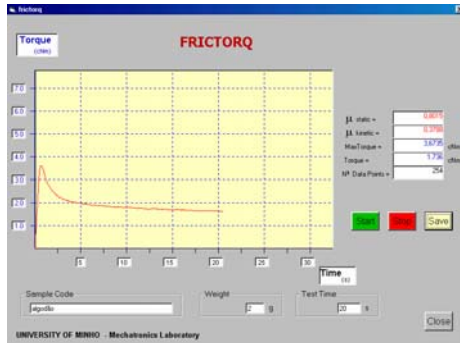 frictorq
Torque
(cNm)
FRICTORQ
7.0
6.0
5.0
4.0
3.0
2.0
1.0
5
10
15
20
25
30
Time
(s)
μ static =
0,8019
μ kinetic =
0,3788
MaxTorque =
3,6735
cNm
Torque =
1,736
cNm
Nº Data Points =
254
Start
Stop
Save
Sample Code
algodão
Weight
2
g
Test Time
20
s
Close
UNIVERSITY OF MINHO - Mechatronics Laboratory